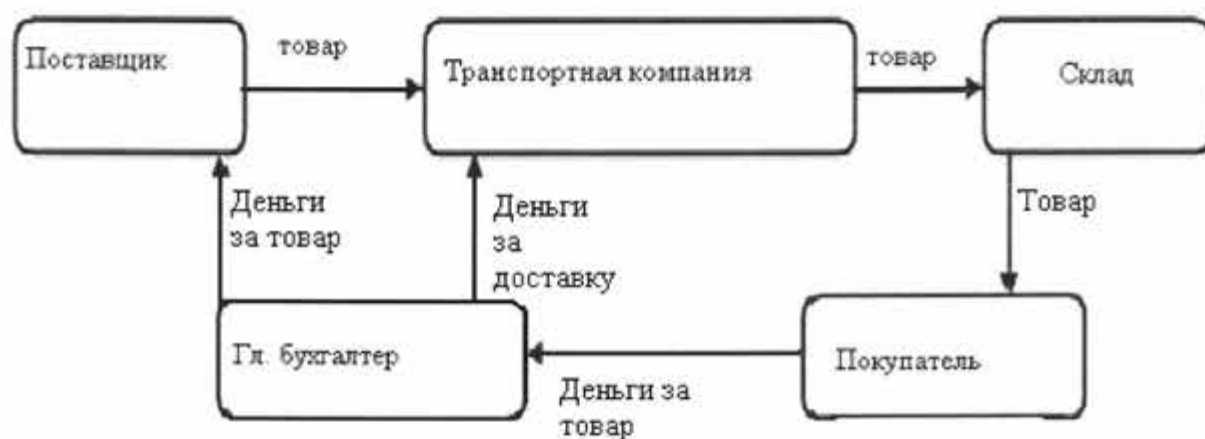 Поставщик
товар
Транспортная компания
товар
Склад
Деньги
за товар
Деньги
за
доставку
Товар
Гл. бухгалтер
Деньги за
товар
Покупатель